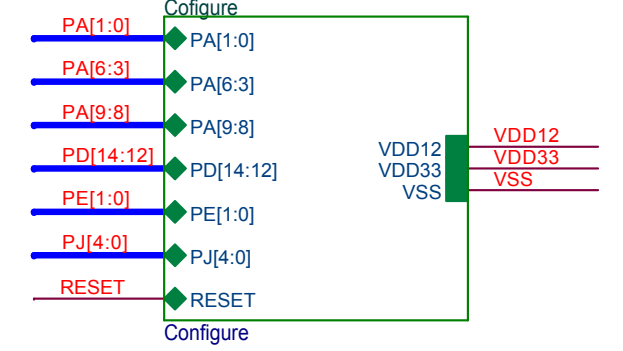 Cofigure
PA[1:0] PA[1:0]
PA[6:3] PA[6:3]
PA[9:8] PA[9:8]
VDD12 VDD12
PD[14:12] PD[14:12] VDD33 VDD33
VSS VSS
PE[1:0] PE[1:0]
PJ[4:0] PJ[4:0]
RESET RESET
Configure